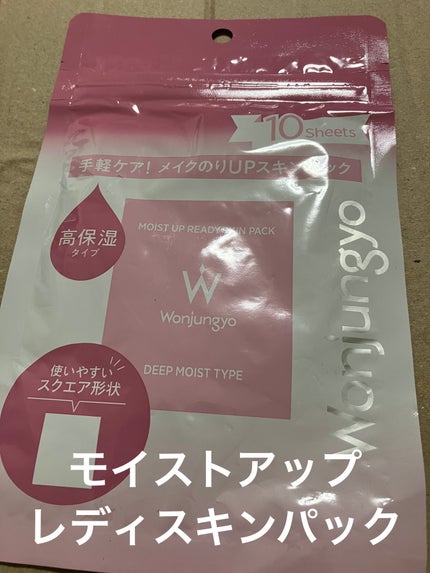 10 Sheets
手軽ケア! メイクのりUPスキンパック
高保湿
タイプ
MOIST UP READY SKIN PACK
Wonjungyo
DEEP MOIST TYPE
Wonjungyo
使いやすい
スクエア形状
モイストアップ
レディスキンパック